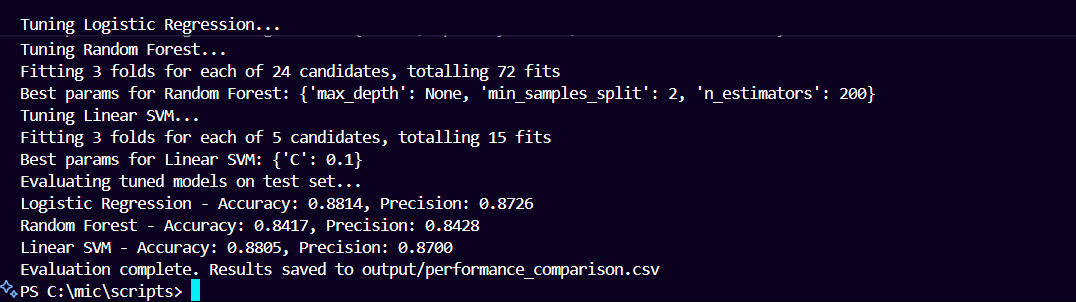 Tuning Logistic Regression...
Tuning Random Forest...
Fitting 3 folds for each of 24 candidates, totalling 72 fits
Best params for Random Forest: {'max_depth': None, 'min_samples_split': 2, 'n_estimators': 200}
Tuning Linear SVM...
Fitting 3 folds for each of 5 candidates, totalling 15 fits
Best params for Linear SVM: {'C': 0.1}
Evaluating tuned models on test set...
Logistic Regression - Accuracy: 0.8814, Precision: 0.8726
Random Forest - Accuracy: 0.8417, Precision: 0.8428
Linear SVM - Accuracy: 0.8805, Precision: 0.8700
Evaluation complete. Results saved to output/performance_comparison.csv
PS C:\mic\scripts>